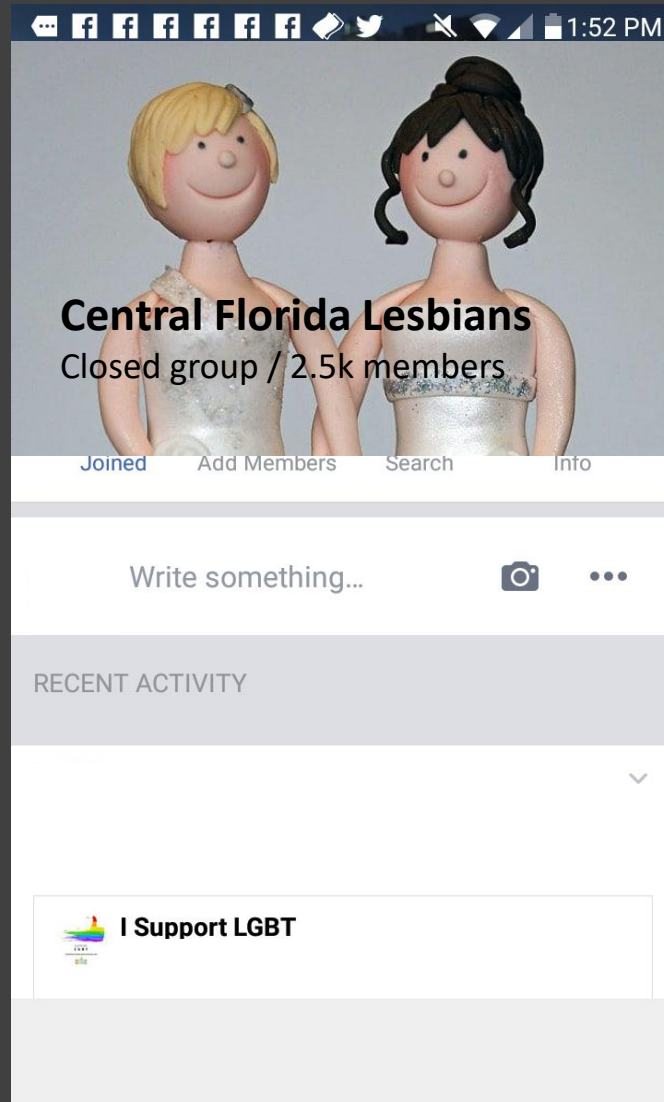 1:52 PM
Central Florida Lesbians
Closed group / 2.5k members
Joined Add Members Search Info
Write something...
RECENT ACTIVITY
I Support LGBT